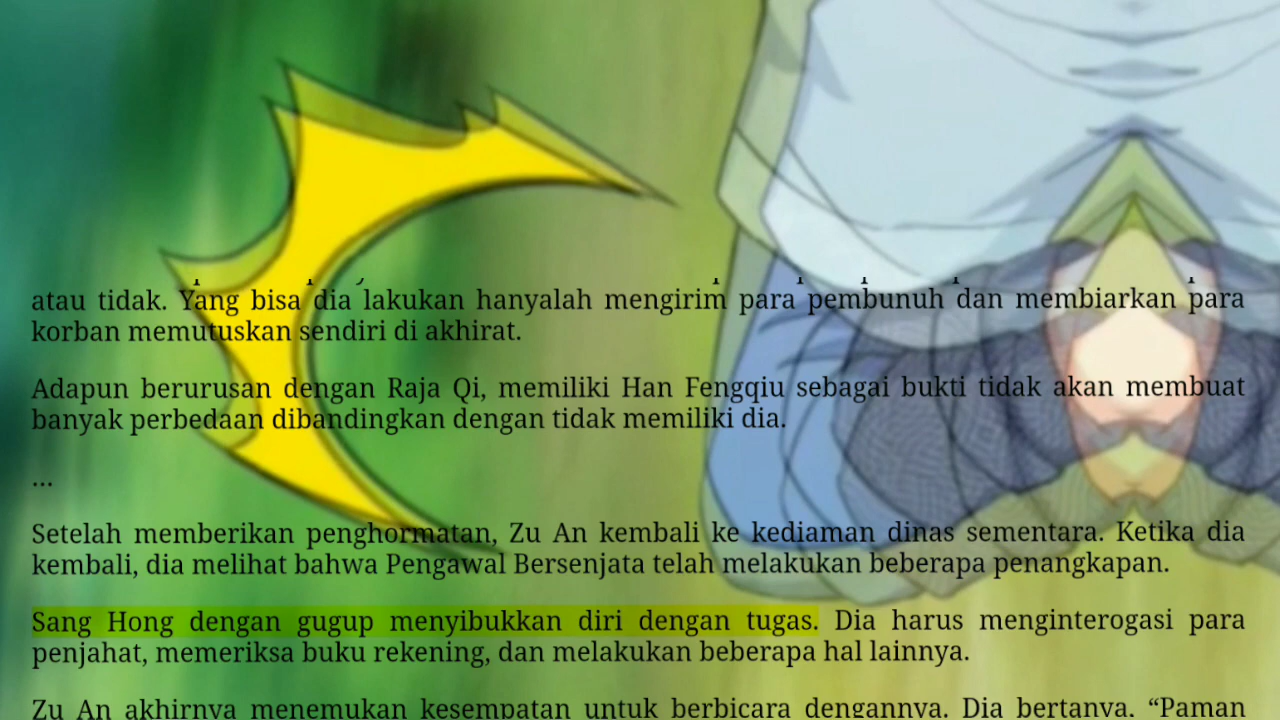 atau tidak. Yang bisa dia lakukan hanyalah mengirim para pembunuh dan membiarkan para
korban memutuskan sendiri di akhirat.
Adapun berurusan dengan Raja Qi, memiliki Han Fengqiu sebagai bukti tidak akan membuat
banyak perbedaan dibandingkan dengan tidak memiliki dia.
...
Setelah memberikan penghormatan, Zu An kembali ke kediaman dinas sementara. Ketika dia
kembali, dia melihat bahwa Pengawal Bersenjata telah melakukan beberapa penangkapan.
Sang Hong dengan gugup menyibukkan diri dengan tugas. Dia harus menginterogasi para
penjahat, memeriksa buku rekening, dan melakukan beberapa hal lainnya.
Zu An akhirnya menemukan kesempatan untuk berbicara dengannya. Dia bertanya, “Paman